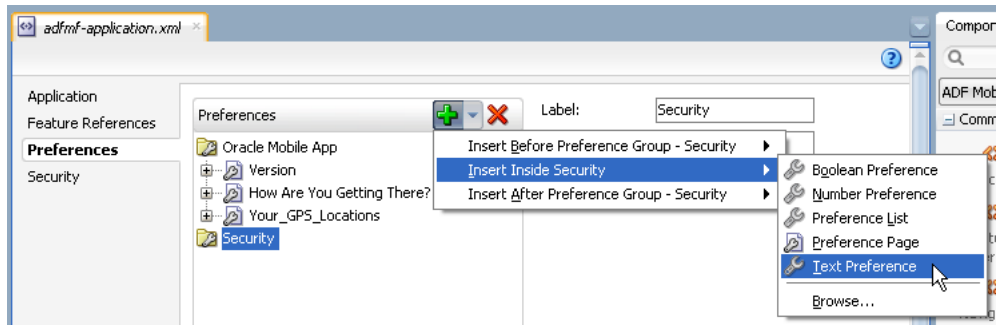 adfmf-application.xml
Application
Feature References
Preferences
Security
Preferences
Oracle Mobile App
Version
How Are You Getting There?
Your_GPS_Locations
Security
Label:
Security
Insert Before Preference Group - Security
Insert Inside Security
Insert After Preference Group - Security
Boolean Preference
Number Preference
Preference List
Preference Page
Text Preference
Browse...
Compor
ADF Mob
Comm